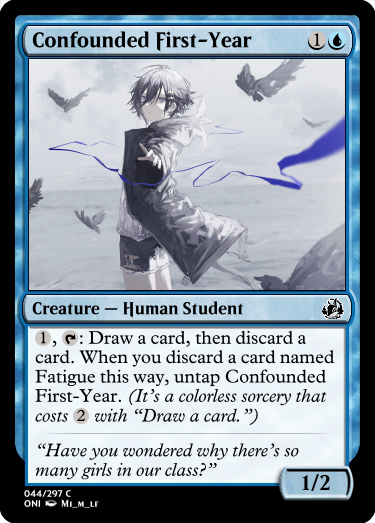 Confounded First-Year 1
1, : Draw a card, then discard a
card. When you discard a card named
Fatigue this way, untap Confounded
First-Year. (It's a colorless sorcery that
costs 2 with “Draw a card.”)
“Have you wondered why there's so
many girls in our class?”
Creature — Human Student
1/2
044/297 C
ONI MI_M_LF